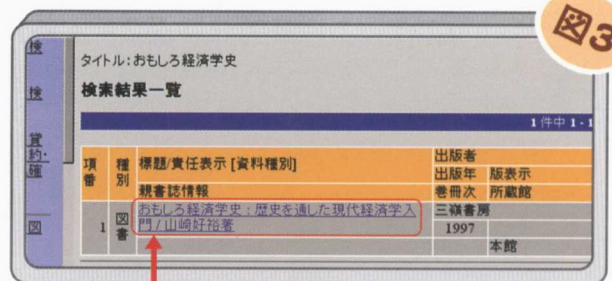 図3
検
検
貸
約・
確
図
タイトル:おもしろ経済学史
検索結果一覧
1 件中 1 - 1
項番
種別
標題/責任表示 [資料種別]
出版者
出版年 版表示
親書誌情報
巻冊次 所蔵館
1
図書
おもしろ経済学史 : 歴史を通した現代経済学入
門 / 山崎好裕著
三嶺書房
1997
本館